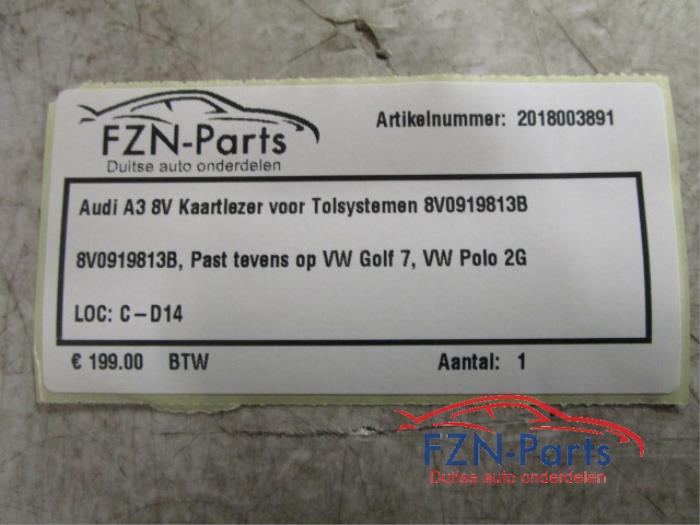 FZN-Parts
Duitse auto onderdelen
Artikelnummer: 2018003891
Audi A3 8V Kaartlezer voor Tolsystemen 8V0919813B
8V0919813B, Past tevens op VW Golf 7, VW Polo 2G
LOC: C-D14
€ 199.00 BTW
Aantal: 1
FZN-Parts
Duitse auto onderdelen